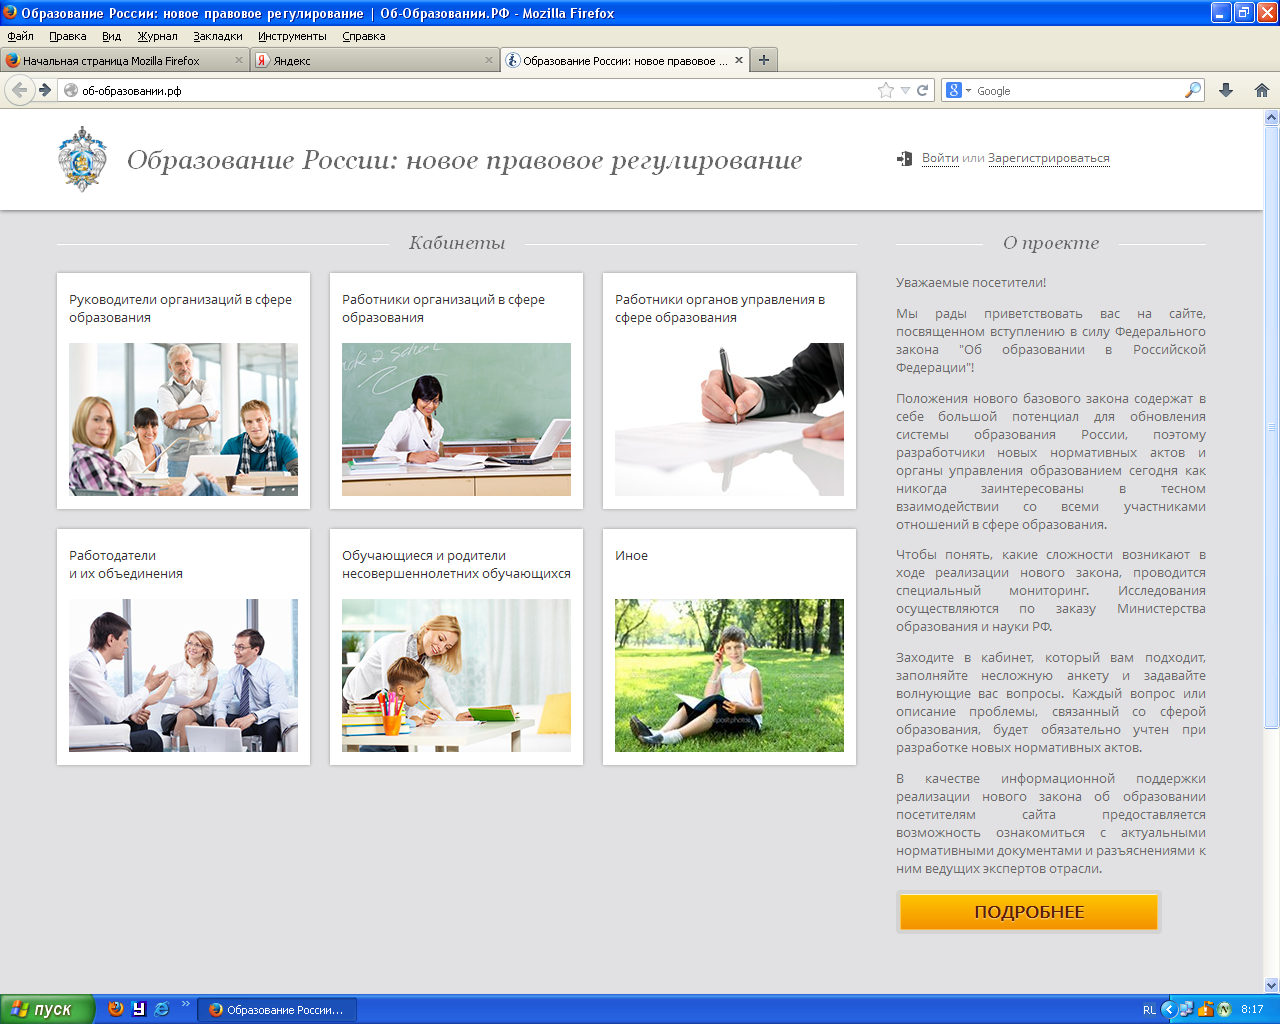 Образование России: новое правовое регулирование | Об-Образовании.РФ - Mozilla Firefox
Файл Правка Вид Журнал Закладки Инструменты Справка
Начальная страница Mozilla Firefox
Яндекс
Образование России: новое правовое ...
об-образовании.рф
Google
Образование России: новое правовое регулирование
Войти или Зарегистрироваться
Кабинеты
Руководители организаций в сфере
образования
Работники организаций в сфере
образования
Работники органов управления в
сфере образования
Работодатели
и их объединения
Обучающиеся и родители
несовершеннолетних обучающихся
Иное
О проекте
Уважаемые посетители!
Мы рады приветствовать вас на сайте,
посвященном вступлению в силу Федерального
закона "Об образовании в Российской
Федерации"!
Положения нового базового закона содержат в
себе большой потенциал для обновления
системы образования России, поэтому
разработчики новых нормативных актов и
органы управления образованием сегодня как
никогда заинтересованы в тесном
взаимодействии со всеми участниками
отношений в сфере образования.
Чтобы понять, какие сложности возникают в
ходе реализации нового закона, проводится
специальный мониторинг. Исследования
осуществляются по заказу Министерства
образования и науки РФ.
Заходите в кабинет, который вам подходит,
заполняйте несложную анкету и задавайте
волнующие вас вопросы. Каждый вопрос или
описание проблемы, связанный со сферой
образования, будет обязательно учтен при
разработке новых нормативных актов.
В качестве информационной поддержки
реализации нового закона об образовании
посетителям сайта предоставляется
возможность ознакомиться с актуальными
нормативными документами и разъяснениями к
ним ведущих экспертов отрасли.
ПОДРОБНЕЕ
пуск
Образование России...
RL
8:17